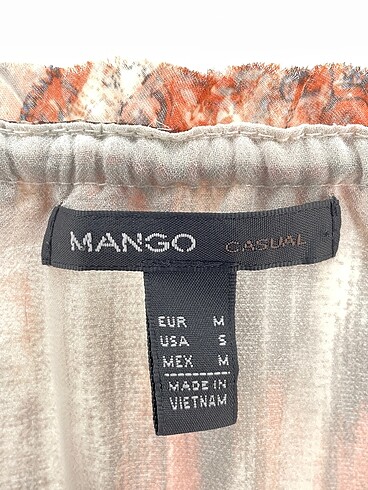 MANGO CASUAL
EUR M
USA S
MEX M
MADE IN
VIETNAM